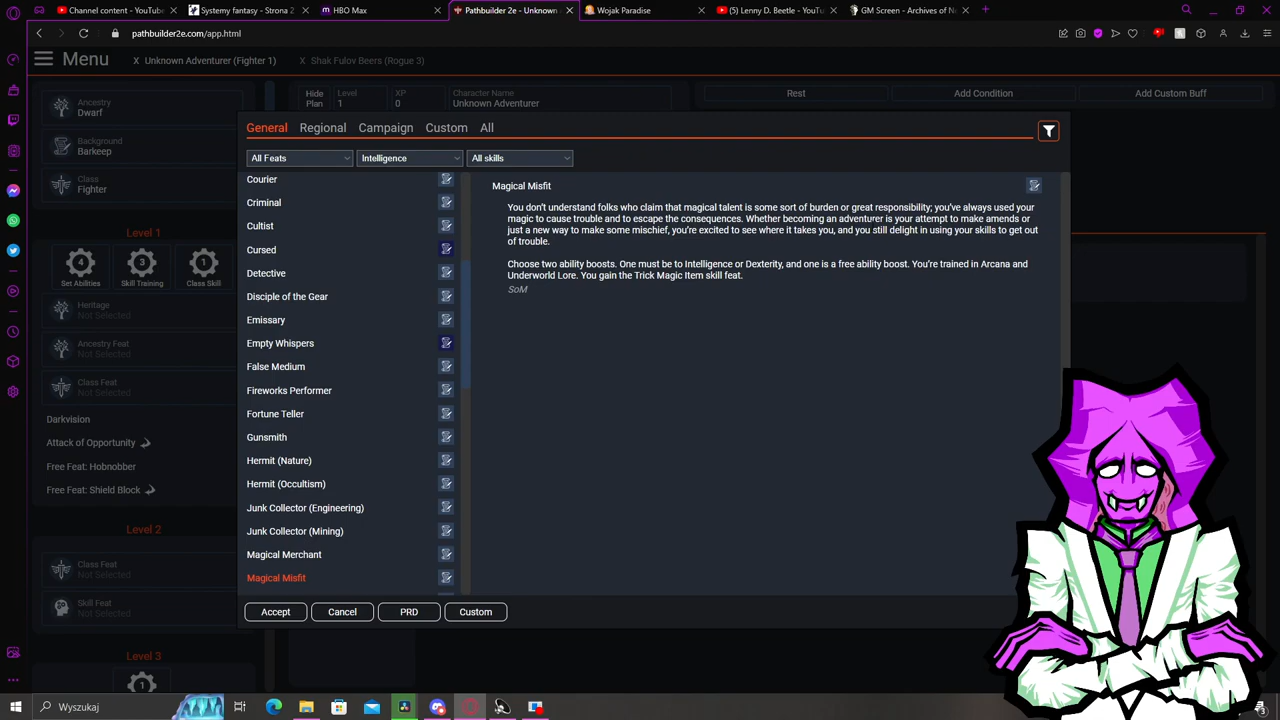 Channel content - YouTube
Systemy fantasy - Strona 2
HBO Max
Pathbuilder 2e - Unknown
Wojak Paradise
(5) Lenny D. Beetle - YouTu
GM Screen - Archives of N
pathbuilder2e.com/app.html
Menu
X Unknown Adventurer (Fighter 1)
X Shak Fulov Beers (Rogue 3)
Ancestry
Dwarf
Hide
Plan
Level
1
XP
0
Character Name
Unknown Adventurer
Rest
Add Condition
Add Custom Buff
Background
Barkeep
Class
Fighter
Level 1
4
3
1
Set Abilities
Skill Training
Class Skill
Heritage
Not Selected
Ancestry Feat
Not Selected
Class Feat
Not Selected
Darkvision
Attack of Opportunity
Free Feat: Hobnobber
Free Feat: Shield Block
Level 2
Class Feat
Not Selected
Skill Feat
Not Selected
Level 3
1
General Regional Campaign Custom All
All Feats
Intelligence
All skills
Courier
Criminal
Cultist
Cursed
Detective
Disciple of the Gear
Emissary
Empty Whispers
False Medium
Fireworks Performer
Fortune Teller
Gunsmith
Hermit (Nature)
Hermit (Occultism)
Junk Collector (Engineering)
Junk Collector (Mining)
Magical Merchant
Magical Misfit
Magical Misfit
You don't understand folks who claim that magical talent is some sort of burden or great responsibility; you've always used your
magic to cause trouble and to escape the consequences. Whether becoming an adventurer is your attempt to make amends or
just a new way to make some mischief, you're excited to see where it takes you, and you still delight in using your skills to get out
of trouble.
Choose two ability boosts. One must be to Intelligence or Dexterity, and one is a free ability boost. You're trained in Arcana and
Underworld Lore. You gain the Trick Magic Item skill feat.
SoM
Accept
Cancel
PRD
Custom
Wyszukaj
3